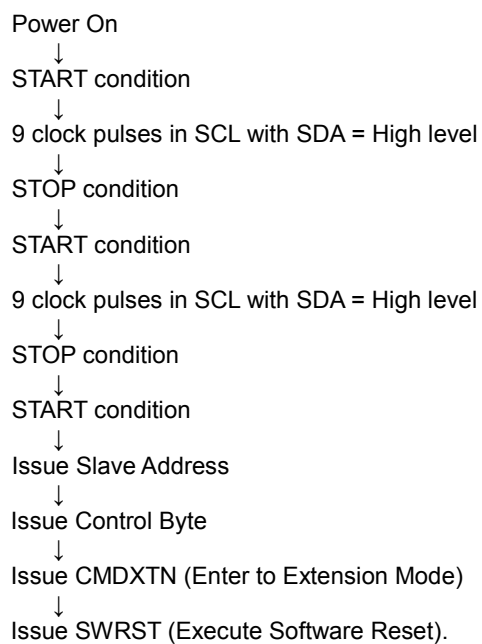 Power On
↓
START condition
↓
9 clock pulses in SCL with SDA = High level
↓
STOP condition
↓
START condition
↓
9 clock pulses in SCL with SDA = High level
↓
STOP condition
↓
START condition
↓
Issue Slave Address
↓
Issue Control Byte
↓
Issue CMDXTN (Enter to Extension Mode)
↓
Issue SWRST (Execute Software Reset).